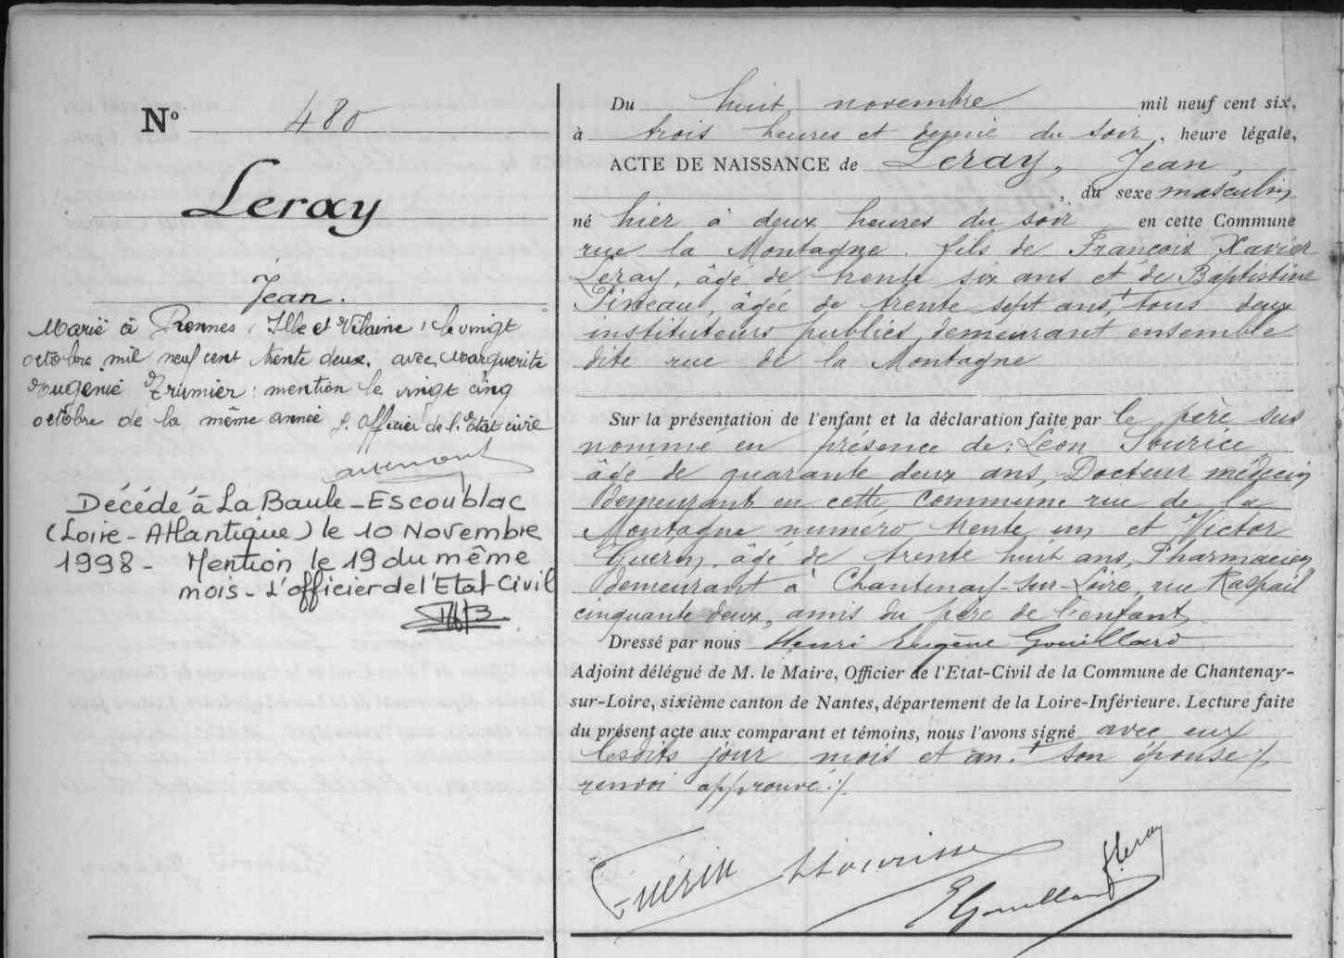 Nº 480
Leray
Jean.
Marié à Rennes, Ille et Vilaine, le vingt
octobre mil neuf cent trente deux, avec Marguerite
Eugénie mention le vingt cinq
octobre de la même année l. officier de l'Etat civil
Décédé à La Baule-Escoublac
(Loire-Atlantique) le 10 Novembre
1998 - Mention le 19 du même
mois - L'officier de l'Etat Civil
Du huit novembre mil neuf cent six,
à trois heures et demie du soir, heure légale,
ACTE DE NAISSANCE de Leray, Jean,
du sexe masculin
né hier à deux heures du soir en cette Commune
rue la Montagne. fils de François Xavier
Leray, âgé de trente six ans et de Baptistine
Pineau, âgée de trente sept ans, + tous deux
instituteurs publics demeurant ensemble
dite rue de la Montagne
Sur la présentation de l'enfant et la déclaration faite par le père sus
nommé en présence de: Léon Sourice
âgé de quarante deux ans, Docteur médecin
demeurant en cette commune rue de la
Montagne numéro trente un et Victor
Guérin, âgé de trente huit ans, Pharmacien
demeurant à Chantenay-sur-Loire, rue Raspail
cinquante deux, amis du père de l'enfant
Dressé par nous Henri Eugène Gouillard
Adjoint délégué de M. le Maire, Officier de l'Etat-Civil de la Commune de Chantenay-
sur-Loire, sixième canton de Nantes, département de la Loire-Inférieure. Lecture faite
du présent acte aux comparant et témoins, nous l'avons signé avec eux
lesdits jour mois et an. + son épouse /
renvoi approuvé./
Guérin
EGouillard
Leray